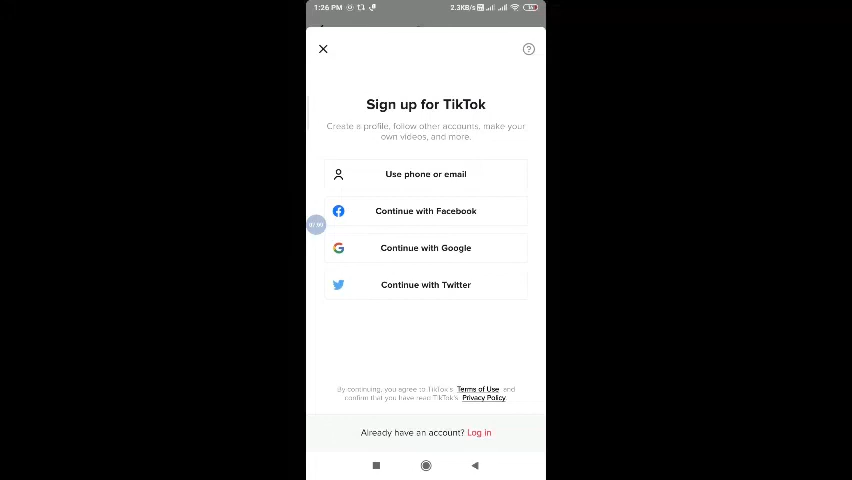 1:26 PM 2.3KB/s
Sign up for TikTok
Create a profile, follow other accounts, make your
own videos, and more.
Use phone or email
Continue with Facebook
Continue with Google
Continue with Twitter
By continuing, you agree to TikTok's Terms of Use and
confirm that you have read TikTok's Privacy Policy.
Already have an account? Log in